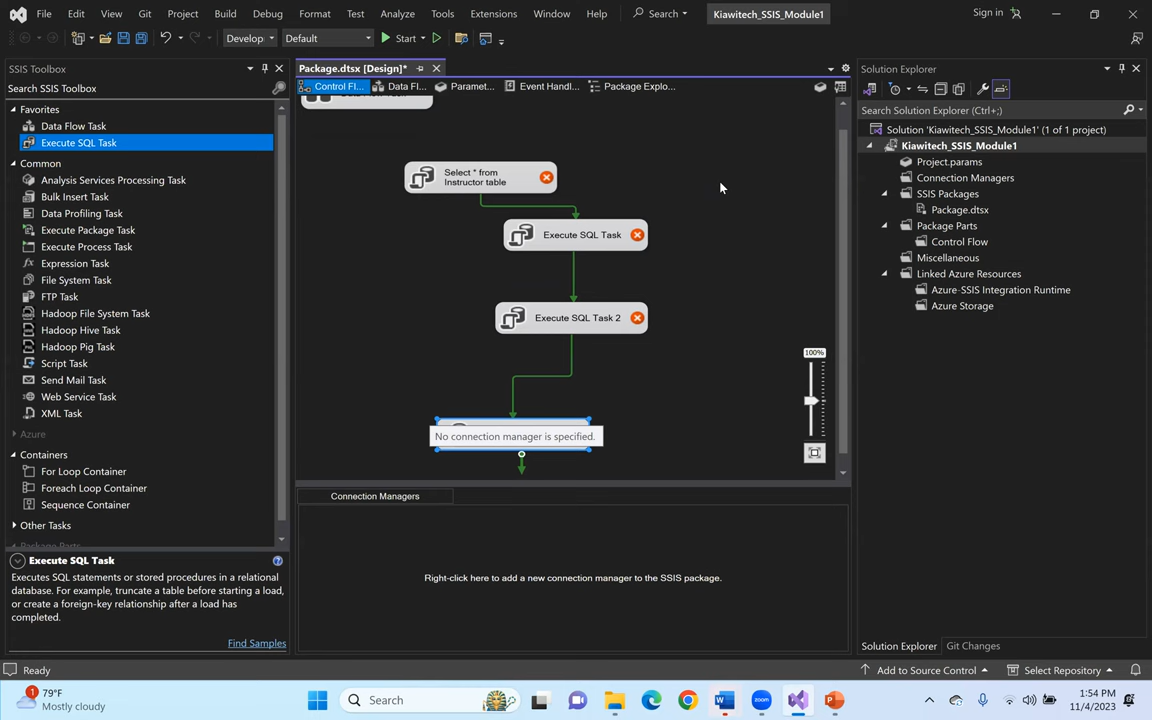 File Edit View Git Project Build Debug Format Test Analyze Tools Extensions Window Help Search Kiawitech_SSIS_Module1 Sign in
Develop Default Start
SSIS Toolbox
Search SSIS Toolbox
Favorites
Data Flow Task
Execute SQL Task
Common
Analysis Services Processing Task
Bulk Insert Task
Data Profiling Task
Execute Package Task
Execute Process Task
Expression Task
File System Task
FTP Task
Hadoop File System Task
Hadoop Hive Task
Hadoop Pig Task
Script Task
Send Mail Task
Web Service Task
XML Task
Azure
Containers
For Loop Container
Foreach Loop Container
Sequence Container
Other Tasks
Package Parts
Execute SQL Task
Executes SQL statements or stored procedures in a relational
database. For example, truncate a table before starting a load,
or create a foreign-key relationship after a load has
completed.
Find Samples
Package.dtsx [Design]*
Control Fl... Data Fl... Paramet... Event Handl... Package Explo...
Select * from
Instructor table
Execute SQL Task
Execute SQL Task 2
No connection manager is specified.
100%
Connection Managers
Right-click here to add a new connection manager to the SSIS package.
Solution Explorer
Search Solution Explorer (Ctrl+;)
Solution 'Kiawitech_SSIS_Module1' (1 of 1 project)
Kiawitech_SSIS_Module1
Project.params
Connection Managers
SSIS Packages
Package.dtsx
Package Parts
Control Flow
Miscellaneous
Linked Azure Resources
Azure-SSIS Integration Runtime
Azure Storage
Solution Explorer Git Changes
Ready Add to Source Control Select Repository
1
79°F
Mostly cloudy
Search
1:54 PM
11/4/2023